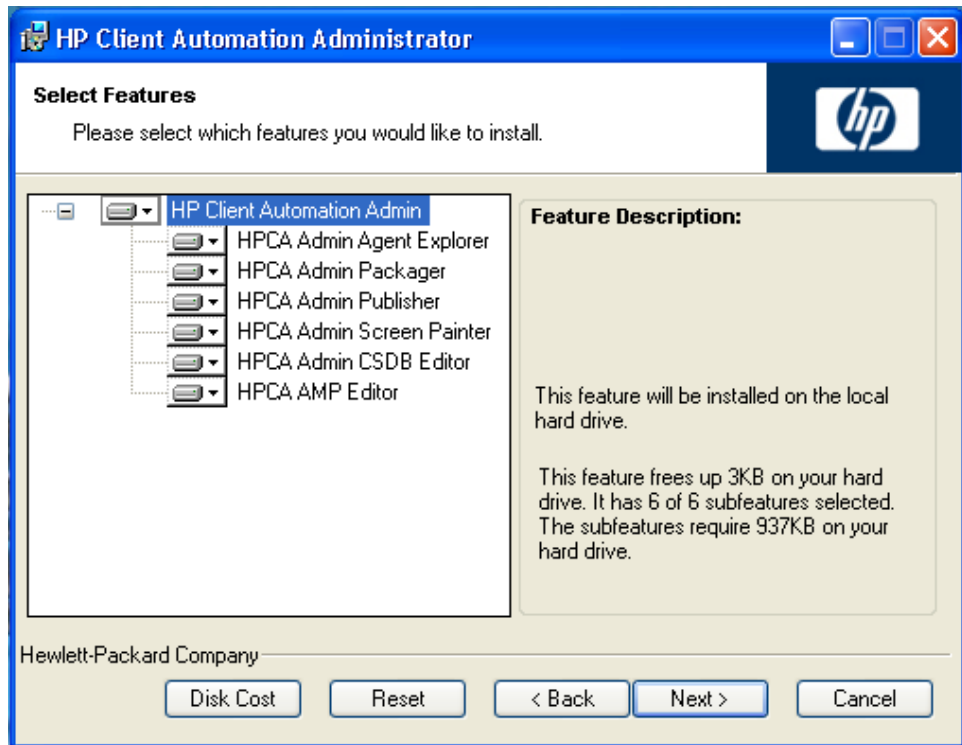 HP Client Automation Administrator
Select Features
Please select which features you would like to install.
hp
HP Client Automation Admin
HPCA Admin Agent Explorer
HPCA Admin Packager
HPCA Admin Publisher
HPCA Admin Screen Painter
HPCA Admin CSDB Editor
HPCA AMP Editor
Feature Description:
This feature will be installed on the local
hard drive.
This feature frees up 3KB on your hard
drive. It has 6 of 6 subfeatures selected.
The subfeatures require 937KB on your
hard drive.
Hewlett-Packard Company
Disk Cost
Reset
< Back
Next >
Cancel